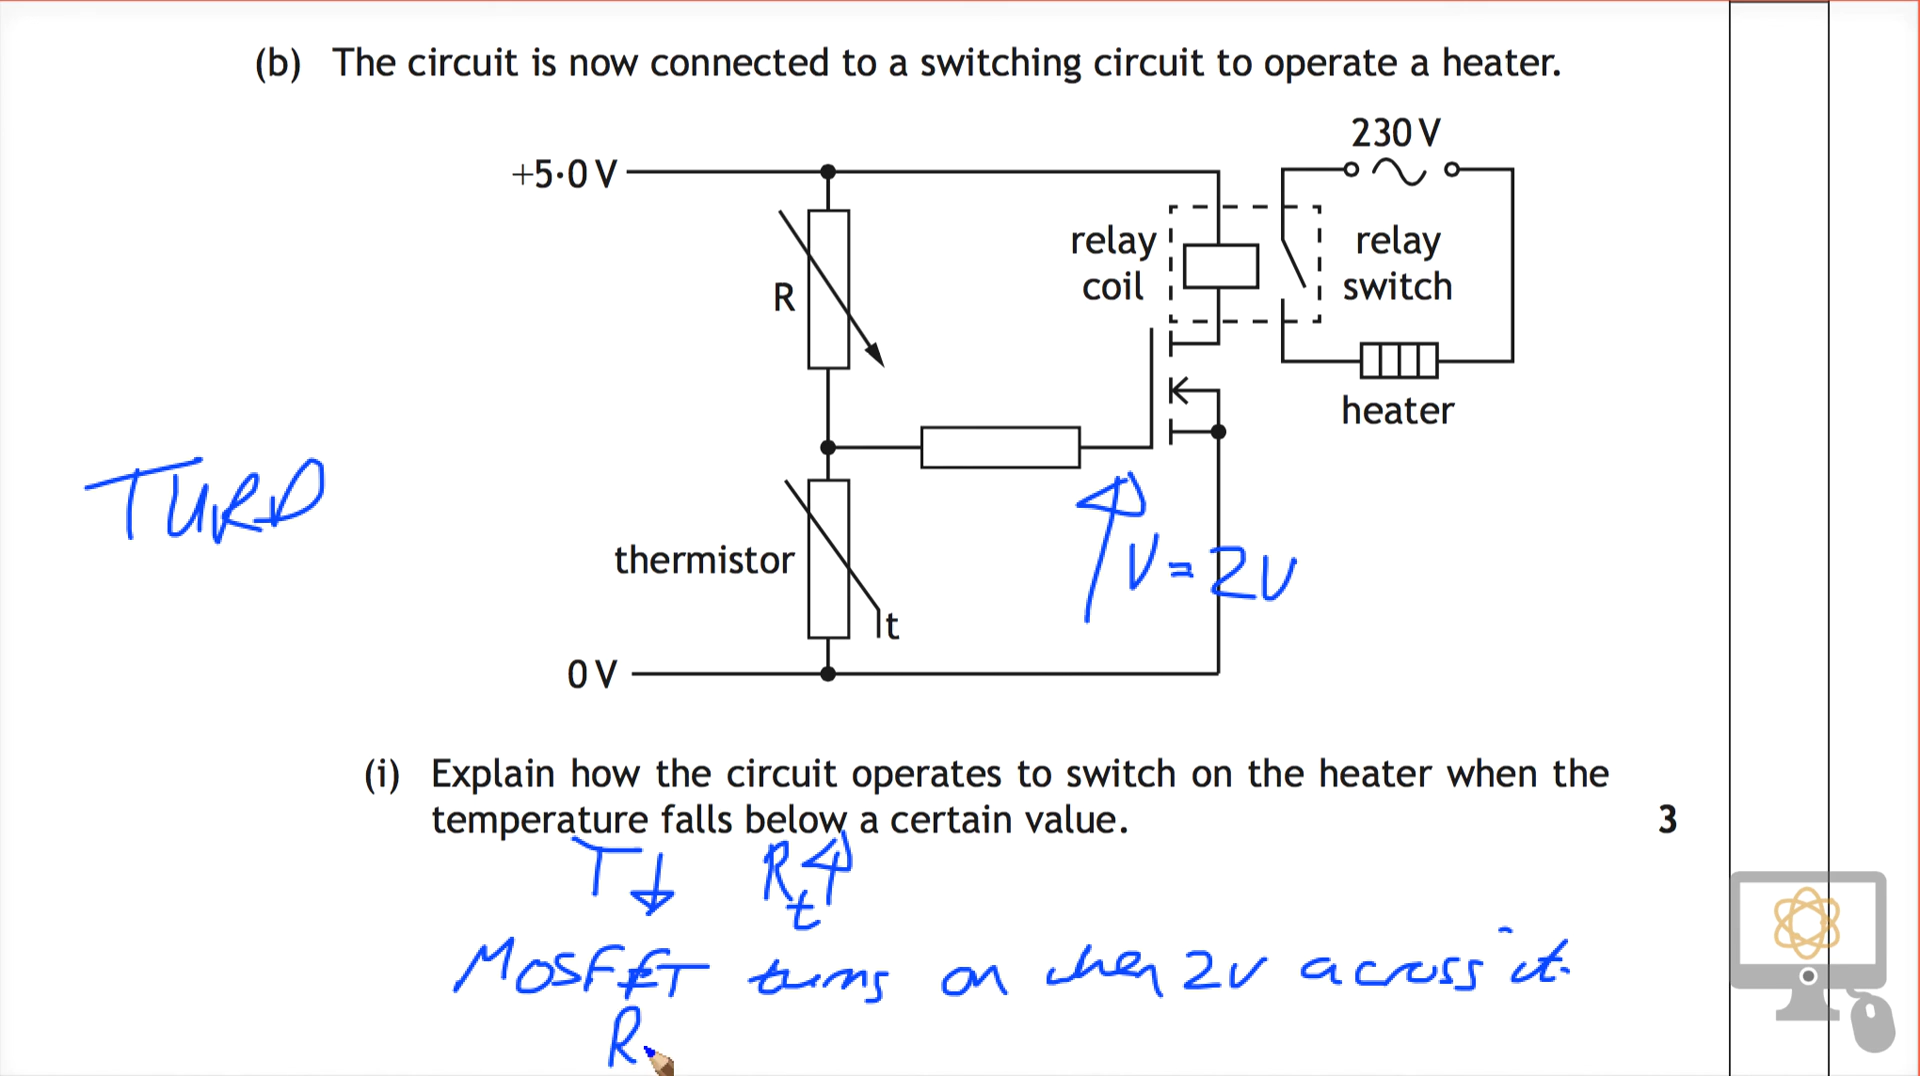 (b) The circuit is now connected to a switching circuit to operate a heater.
230 V
+5·0 V
relay
coil
relay
switch
R
heater
TURD
thermistor
t
V = 2V
0 V
(i) Explain how the circuit operates to switch on the heater when the
temperature falls below a certain value.
3
T↓ Rt↑
MOSFET turns on when 2V across it.
R